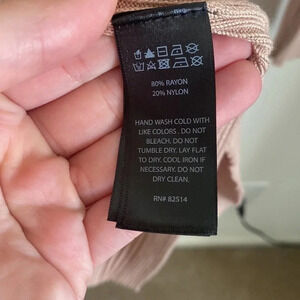 80% RAYON
20% NYLON
HAND WASH COLD WITH
LIKE COLORS . DO NOT
BLEACH. DO NOT
TUMBLE DRY. LAY FLAT
TO DRY. COOL IRON IF
NECESSARY. DO NOT
DRY CLEAN.
RN# 82514